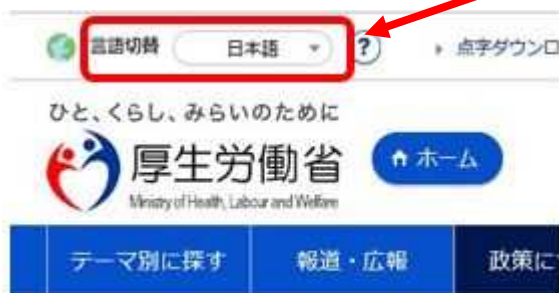 言語切替 日本語 ? 点字ダウンロ
ひと、くらし、みらいのために
厚生労働省 ホーム
Ministry of Health, Labour and Welfare
テーマ別に探す 報道・広報 政策に